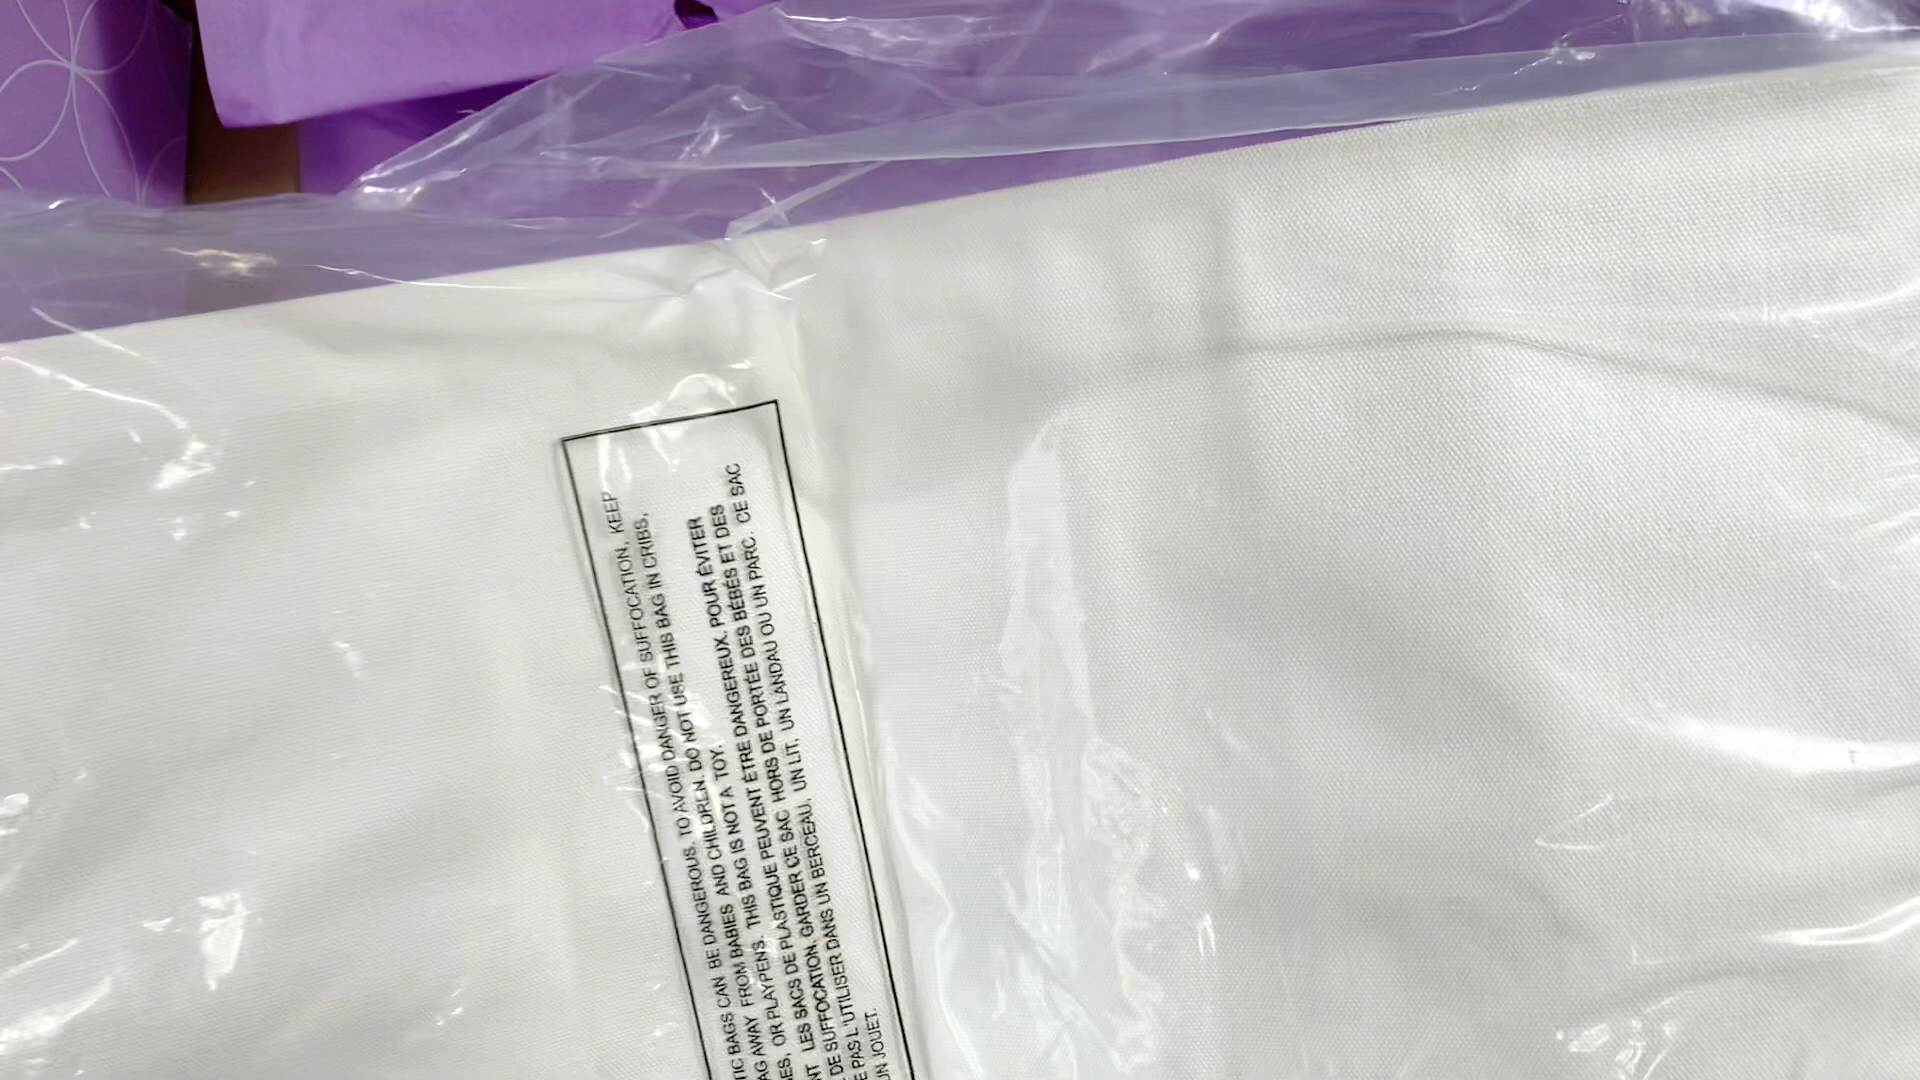 TIC BAGS CAN BE DANGEROUS. TO AVOID DANGER OF SUFFOCATION, KEEP
AG AWAY FROM BABIES AND CHILDREN. DO NOT USE THIS BAG IN CRIBS,
ES, OR PLAYPENS. THIS BAG IS NOT A TOY.
NT LES SACS DE PLASTIQUE PEUVENT ÊTRE DANGEREUX. POUR ÉVITER
DE SUFFOCATION. GARDER CE SAC HORS DE PORTÉE DES BÉBÉS ET DES
E PAS L'UTILISER DANS UN BERCEAU, UN LIT, UN LANDAU OU UN PARC. CE SAC
UN JOUET.